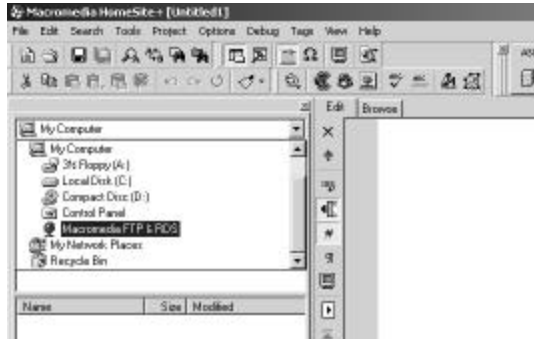 Macromedia HomeSite+ [Untitled1]
File Edit Search Tools Project Options Debug Tags View Help
Edit Browse
My Computer
My Computer
3½ Floppy (A:)
Local Disk (C:)
Compact Disc (D:)
Control Panel
Macromedia FTP & RDS
My Network Places
Recycle Bin
Name Size Modified